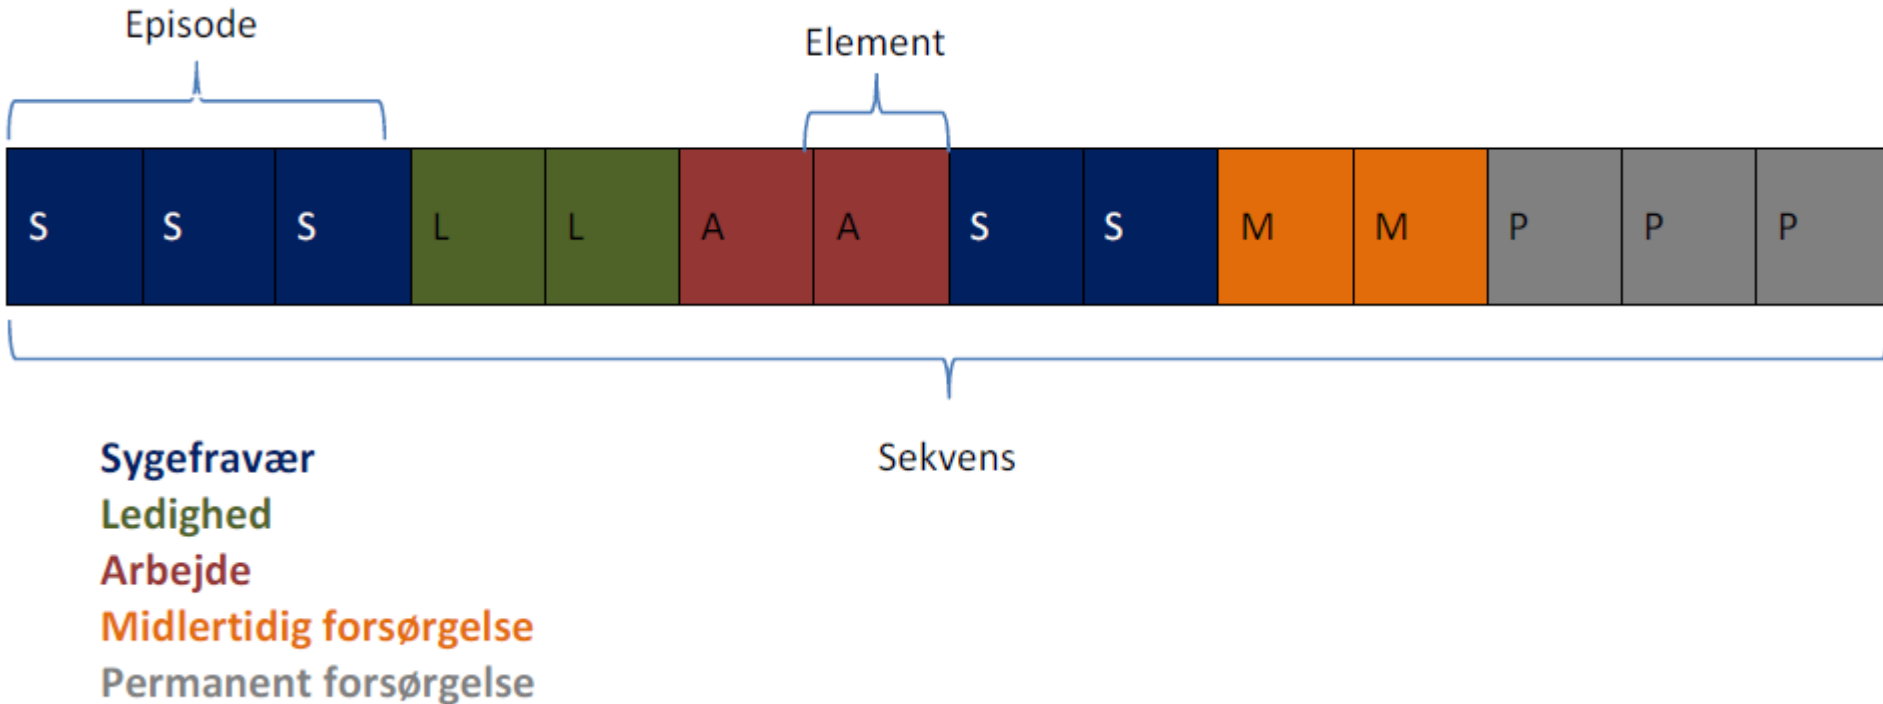 Episode
Element
S S S L L A A S S M M P P P
Sekvens
Sygefravær
Ledighed
Arbejde
Midlertidig forsørgelse
Permanent forsørgelse